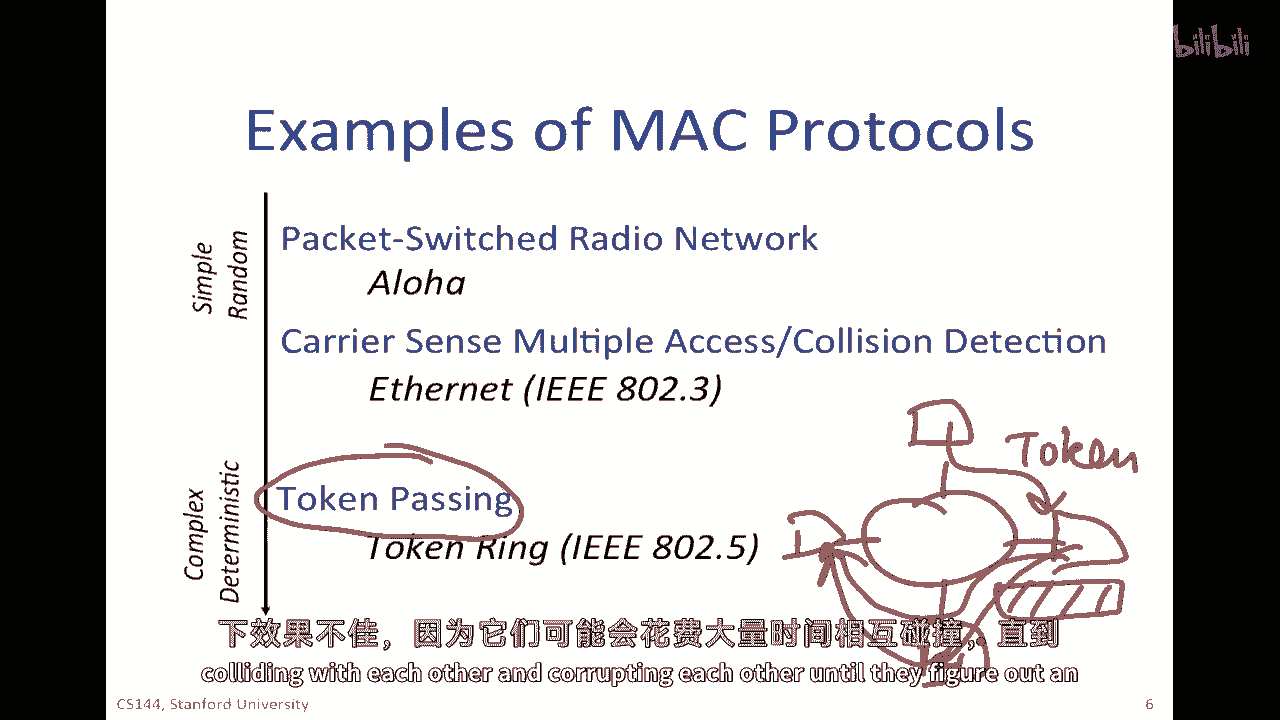 bilibili
Examples of MAC Protocols
Simple
Random
Packet-Switched Radio Network
Aloha
Carrier Sense Multiple Access/Collision Detection
Ethernet (IEEE 802.3)
Token
Complex
Deterministic
Token Passing
Token Ring (IEEE 802.5)
下效果不佳，因为它们可能会花费大量时间相互碰撞，、直到
colliding with each other and corrupting each other until they figure out an
CS144, Stanford University
6